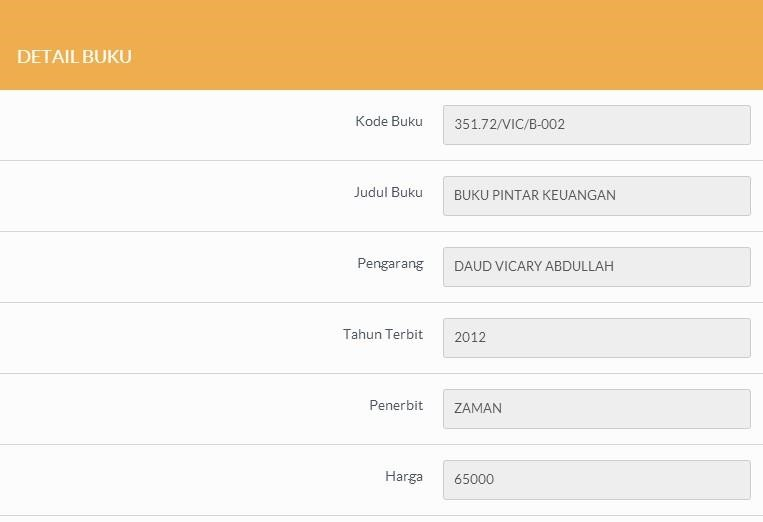 DETAIL BUKU
Kode Buku 351.72/VIC/B-002
Judul Buku BUKU PINTAR KEUANGAN
Pengarang DAUD VICARY ABDULLAH
Tahun Terbit 2012
Penerbit ZAMAN
Harga 65000